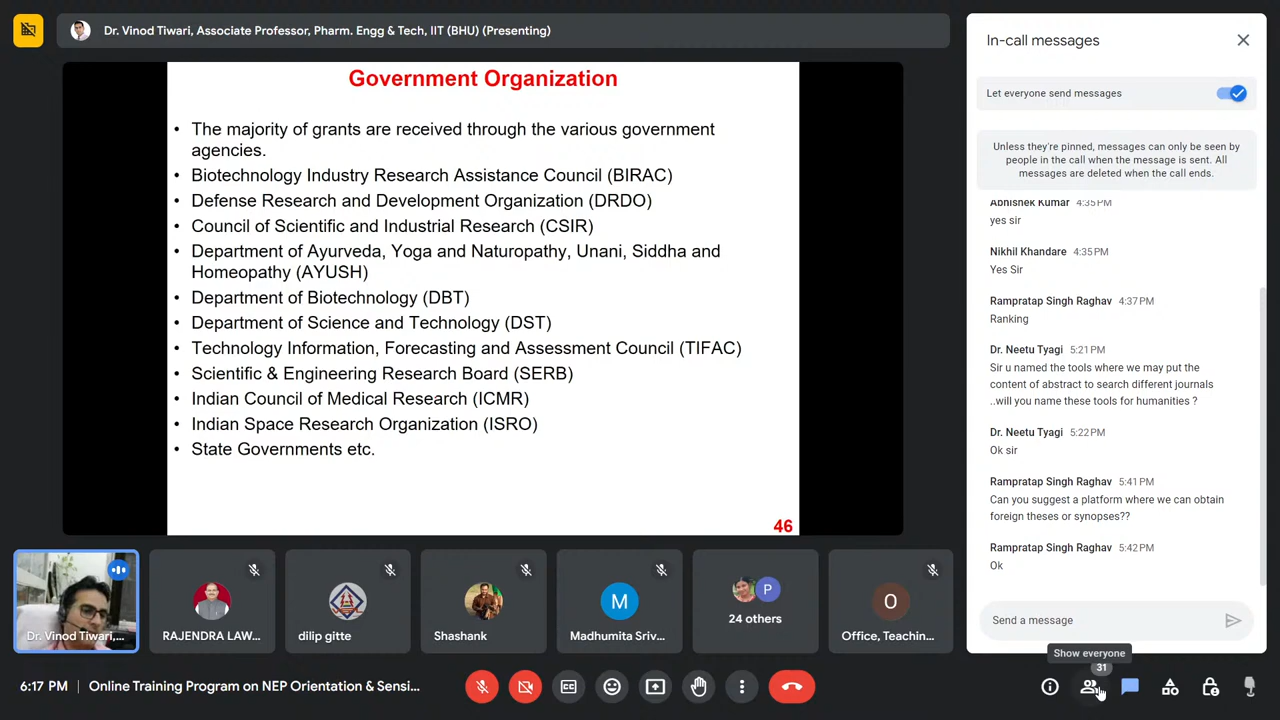 Dr. Vinod Tiwari, Associate Professor, Pharm. Engg & Tech, IIT (BHU) (Presenting)
Government Organization
• The majority of grants are received through the various government
agencies.
• Biotechnology Industry Research Assistance Council (BIRAC)
• Defense Research and Development Organization (DRDO)
• Council of Scientific and Industrial Research (CSIR)
• Department of Ayurveda, Yoga and Naturopathy, Unani, Siddha and
Homeopathy (AYUSH)
• Department of Biotechnology (DBT)
• Department of Science and Technology (DST)
• Technology Information, Forecasting and Assessment Council (TIFAC)
• Scientific & Engineering Research Board (SERB)
• Indian Council of Medical Research (ICMR)
• Indian Space Research Organization (ISRO)
• State Governments etc.
46
In-call messages
Let everyone send messages
Unless they're pinned, messages can only be seen by
people in the call when the message is sent. All
messages are deleted when the call ends.
Abhishek Kumar 4:35 PM
yes sir
Nikhil Khandare 4:35 PM
Yes Sir
Rampratap Singh Raghav 4:37 PM
Ranking
Dr. Neetu Tyagi 5:21 PM
Sir u named the tools where we may put the
content of abstract to search different journals
..will you name these tools for humanities ?
Dr. Neetu Tyagi 5:22 PM
Ok sir
Rampratap Singh Raghav 5:41 PM
Can you suggest a platform where we can obtain
foreign theses or synopses??
Rampratap Singh Raghav 5:42 PM
Ok
Send a message
Show everyone
31
Dr. Vinod Tiwari,...
RAJENDRA LAW...
dilip gitte
Shashank
M
Madhumita Sriv...
P
24 others
O
Office, Teachin...
6:17 PM | Online Training Program on NEP Orientation & Sensi...